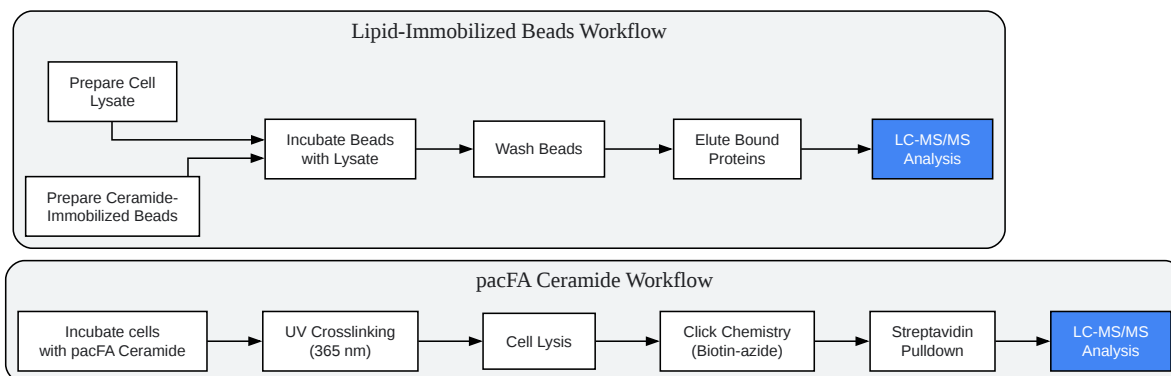 Lipid-Immobilized Beads Workflow
Prepare Cell
Lysate
Prepare Ceramide-
Immobilized Beads
Incubate Beads
with Lysate
Wash Beads
Elute Bound
Proteins
LC-MS/MS
Analysis
pacFA Ceramide Workflow
Incubate cells
with pacFA Ceramide
UV Crosslinking
(365 nm)
Cell Lysis
Click Chemistry
(Biotin-azide)
Streptavidin
Pulldown
LC-MS/MS
Analysis